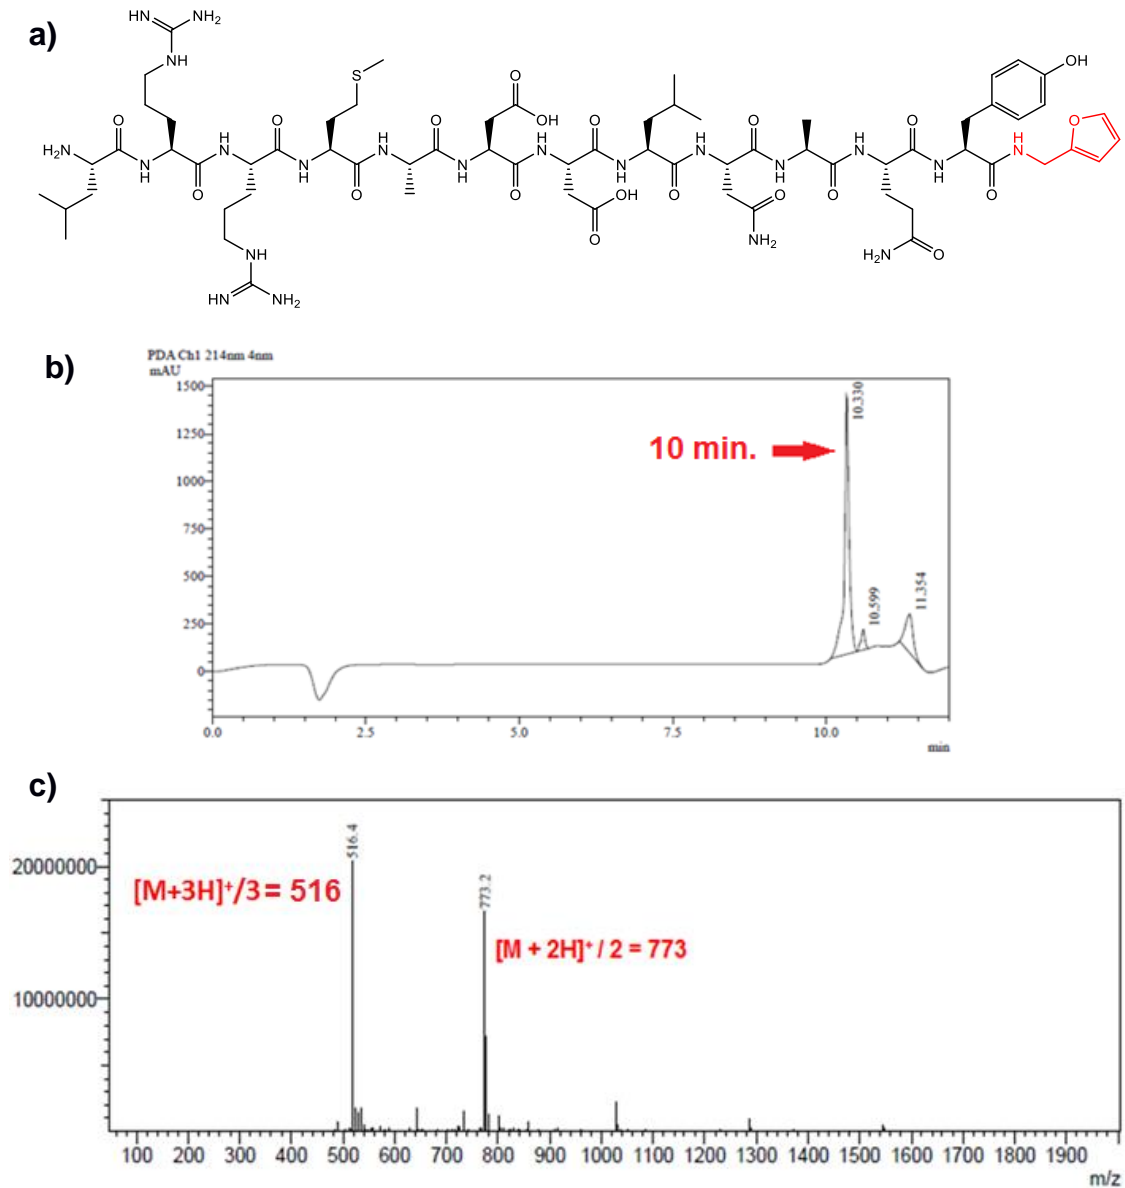 a)
HN NH2
NH
S
O
OH
OH
O
H
N
O
H
N
O
O
OH
O
H
N
O
H
N
O
H
N
O
H
N
O
H2N
N
H
O
N
H
O
N
H
O
N
H
O
N
H
O
N
H
O
OH
O
NH
O
NH2
H2N O
HN NH2
b)
PDA Ch1 214nm 4nm
mAU
1500
1250
1000
750
500
250
0
10 min.
10.330
10.599
11.354
0.0 2.5 5.0 7.5 10.0
min
c)
20000000
10000000
516.4
[M+3H]+/3 = 516
773.2
[M + 2H]+ / 2 = 773
100 200 300 400 500 600 700 800 900 1000 1100 1200 1300 1400 1500 1600 1700 1800 1900
m/z